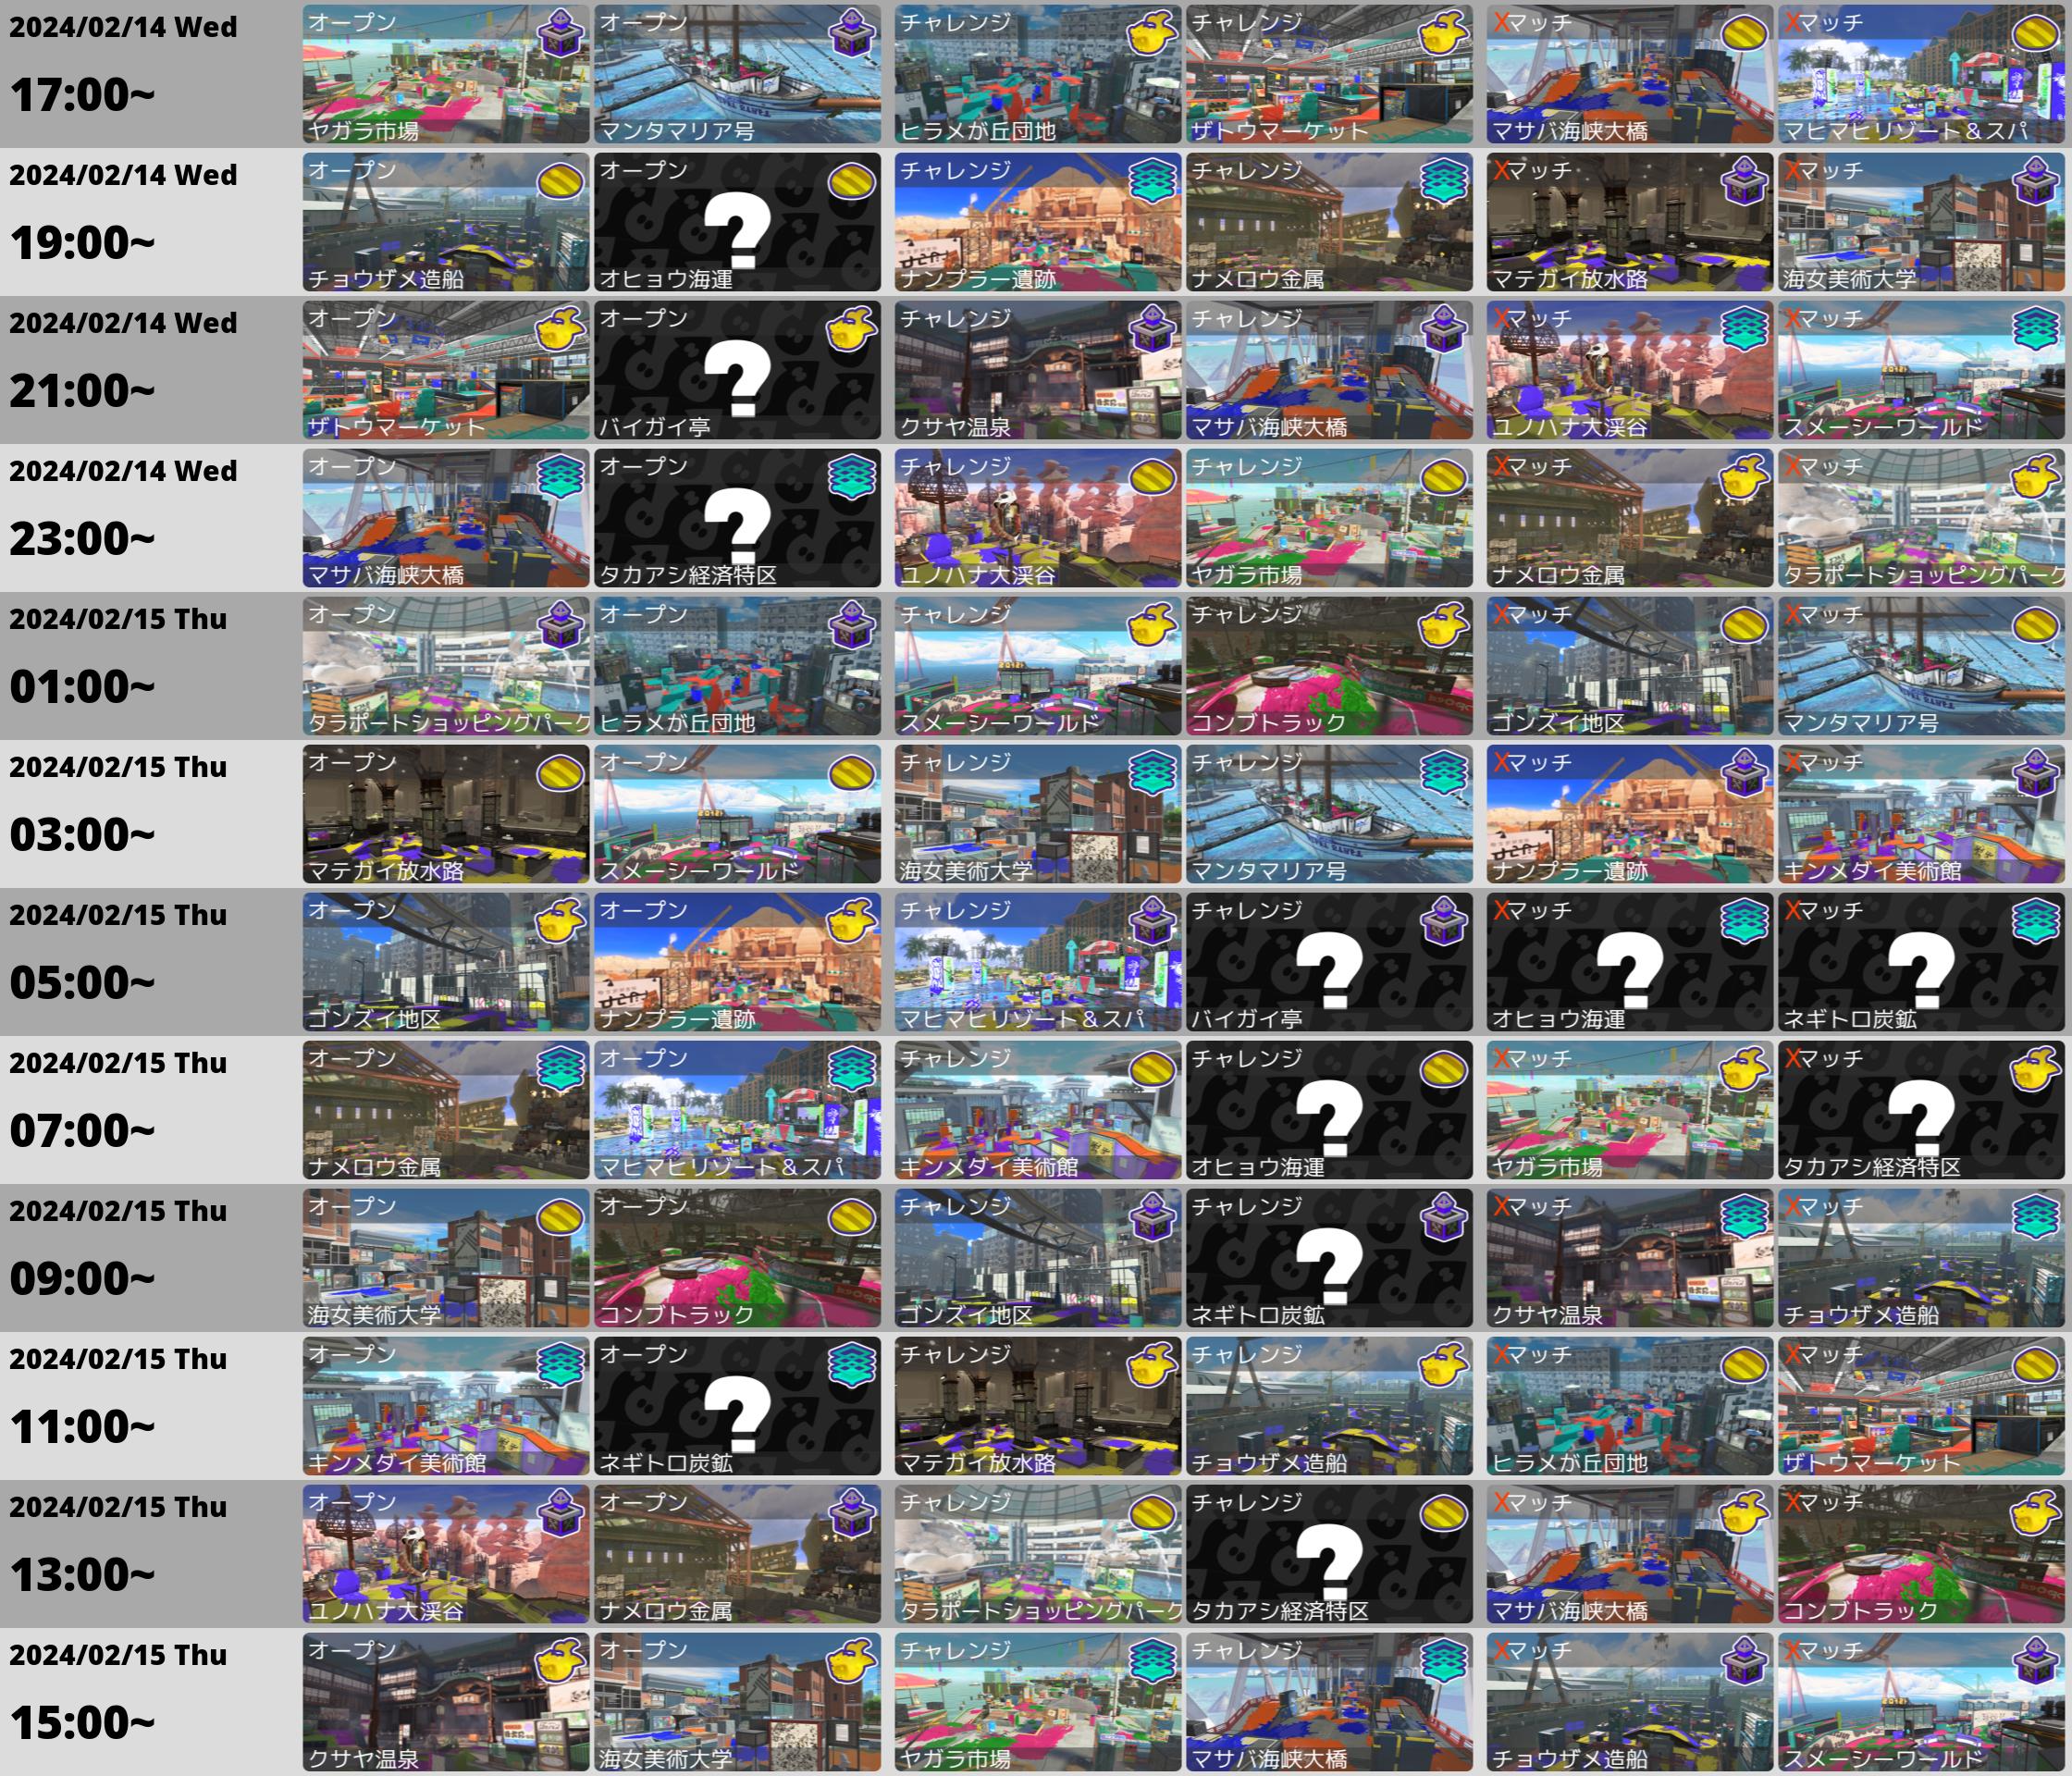 2024/02/14 Wed
17:00~
オープン オープン チャレンジ チャレンジ Xマッチ Xマッチ
ヤガラ市場 マンタマリア号 ヒラメが丘団地 ザトウマーケット マサバ海峡大橋 マヒマヒリゾート＆スパ
2024/02/14 Wed
19:00~
オープン オープン チャレンジ チャレンジ Xマッチ Xマッチ
?
チョウザメ造船 オヒョウ海運 ナンプラー遺跡 ナメロウ金属 マテガイ放水路 海女美術大学
2024/02/14 Wed
21:00~
オープン オープン チャレンジ チャレンジ Xマッチ Xマッチ
?
ザトウマーケット バイガイ亭 クサヤ温泉 マサバ海峡大橋 ユノハナ大渓谷 スメーシーワールド
2024/02/14 Wed
23:00~
オープン オープン チャレンジ チャレンジ Xマッチ Xマッチ
?
マサバ海峡大橋 タカアシ経済特区 ユノハナ大渓谷 ヤガラ市場 ナメロウ金属 タラポートショッピングパーク
2024/02/15 Thu
01:00~
オープン オープン チャレンジ チャレンジ Xマッチ Xマッチ
タラポートショッピングパーク ヒラメが丘団地 スメーシーワールド コンブトラック ゴンズイ地区 マンタマリア号
2024/02/15 Thu
03:00~
オープン オープン チャレンジ チャレンジ Xマッチ Xマッチ
マテガイ放水路 スメーシーワールド 海女美術大学 マンタマリア号 ナンプラー遺跡 キンメダイ美術館
2024/02/15 Thu
05:00~
オープン オープン チャレンジ チャレンジ Xマッチ Xマッチ
? ? ?
ゴンズイ地区 ナンプラー遺跡 マヒマヒリゾート＆スパ バイガイ亭 オヒョウ海運 ネギトロ炭鉱
2024/02/15 Thu
07:00~
オープン オープン チャレンジ チャレンジ Xマッチ Xマッチ
? ?
ナメロウ金属 マヒマヒリゾート＆スパ キンメダイ美術館 オヒョウ海運 ヤガラ市場 タカアシ経済特区
2024/02/15 Thu
09:00~
オープン オープン チャレンジ チャレンジ Xマッチ Xマッチ
?
海女美術大学 コンブトラック ゴンズイ地区 ネギトロ炭鉱 クサヤ温泉 チョウザメ造船
2024/02/15 Thu
11:00~
オープン オープン チャレンジ チャレンジ Xマッチ Xマッチ
?
キンメダイ美術館 ネギトロ炭鉱 マテガイ放水路 チョウザメ造船 ヒラメが丘団地 ザトウマーケット
2024/02/15 Thu
13:00~
オープン オープン チャレンジ チャレンジ Xマッチ Xマッチ
?
ユノハナ大渓谷 ナメロウ金属 タラポートショッピングパーク タカアシ経済特区 マサバ海峡大橋 コンブトラック
2024/02/15 Thu
15:00~
オープン オープン チャレンジ チャレンジ Xマッチ Xマッチ
クサヤ温泉 海女美術大学 ヤガラ市場 マサバ海峡大橋 チョウザメ造船 スメーシーワールド